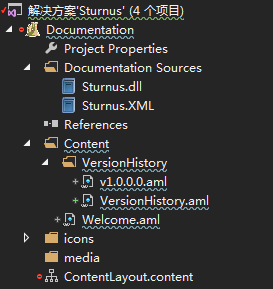 解决方案'Sturnus' (4 个项目)
Documentation
Project Properties
Documentation Sources
Sturnus.dll
Sturnus.XML
References
Content
VersionHistory
v1.0.0.0.aml
VersionHistory.aml
Welcome.aml
icons
media
ContentLayout.content